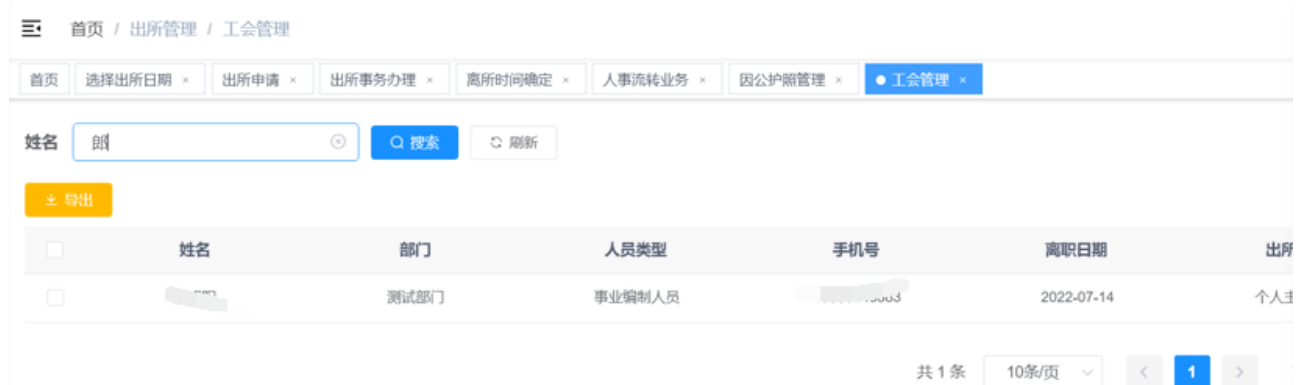 首页 / 出所管理 / 工会管理
首页 选择出所日期 × 出所申请 × 出所事务办理 × 离所时间确定 × 人事流转业务 × 因公护照管理 × 工会管理 ×
姓名 郎 搜索 刷新
导出
姓名 部门 人员类型 手机号 离职日期 出所
测试部门 事业编制人员 2022-07-14 个人主
共 1 条 10条/页 < 1 >